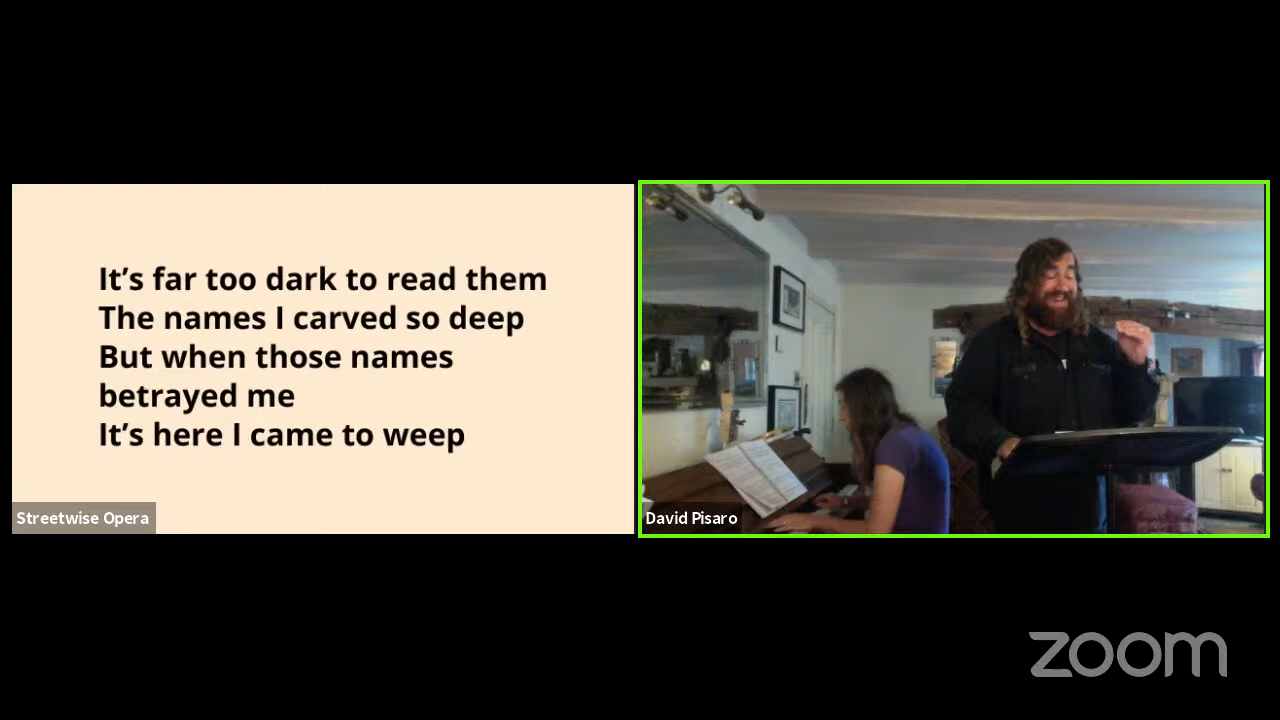 It’s far too dark to read them
The names I carved so deep
But when those names
betrayed me
It’s here I came to weep
Streetwise Opera
David Pisaro
zoom